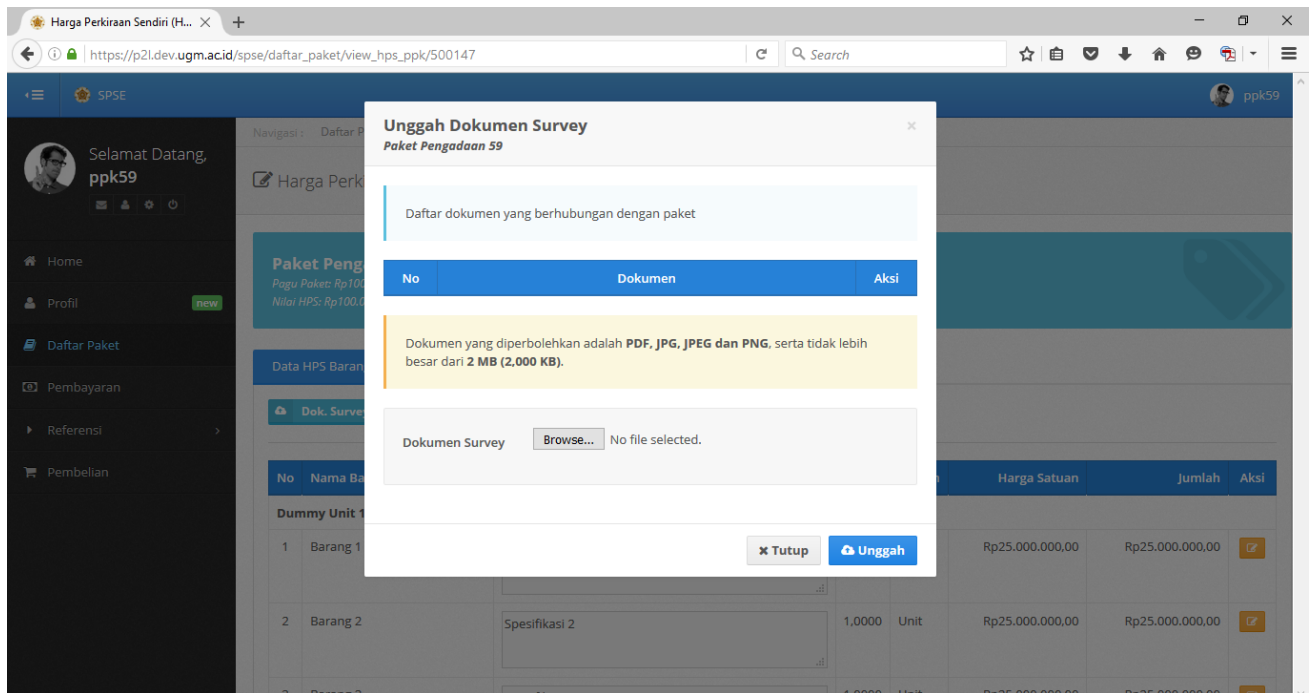 Harga Perkiraan Sendiri (H...
https://p2l.dev.ugm.ac.id/spse/daftar_paket/view_hps_ppk/500147
Search
SPSE
ppk59
Selamat Datang,
ppk59
Home
Profil
new
Daftar Paket
Pembayaran
Referensi
Pembelian
Navigasi :
Daftar P
Harga Perk
Paket Peng
Pagu Paket: Rp100
Nilai HPS: Rp100.0
Data HPS Baran
Dok. Surve
Unggah Dokumen Survey
Paket Pengadaan 59
Daftar dokumen yang berhubungan dengan paket
No Dokumen Aksi
Dokumen yang diperbolehkan adalah PDF, JPG, JPEG dan PNG, serta tidak lebih
besar dari 2 MB (2,000 KB).
Dokumen Survey Browse... No file selected.
Tutup Unggah
No Nama Ba Harga Satuan Jumlah Aksi
Dummy Unit 1
1 Barang 1 Rp25.000.000,00 Rp25.000.000,00
2 Barang 2 Spesifikasi 2 1,0000 Unit Rp25.000.000,00 Rp25.000.000,00